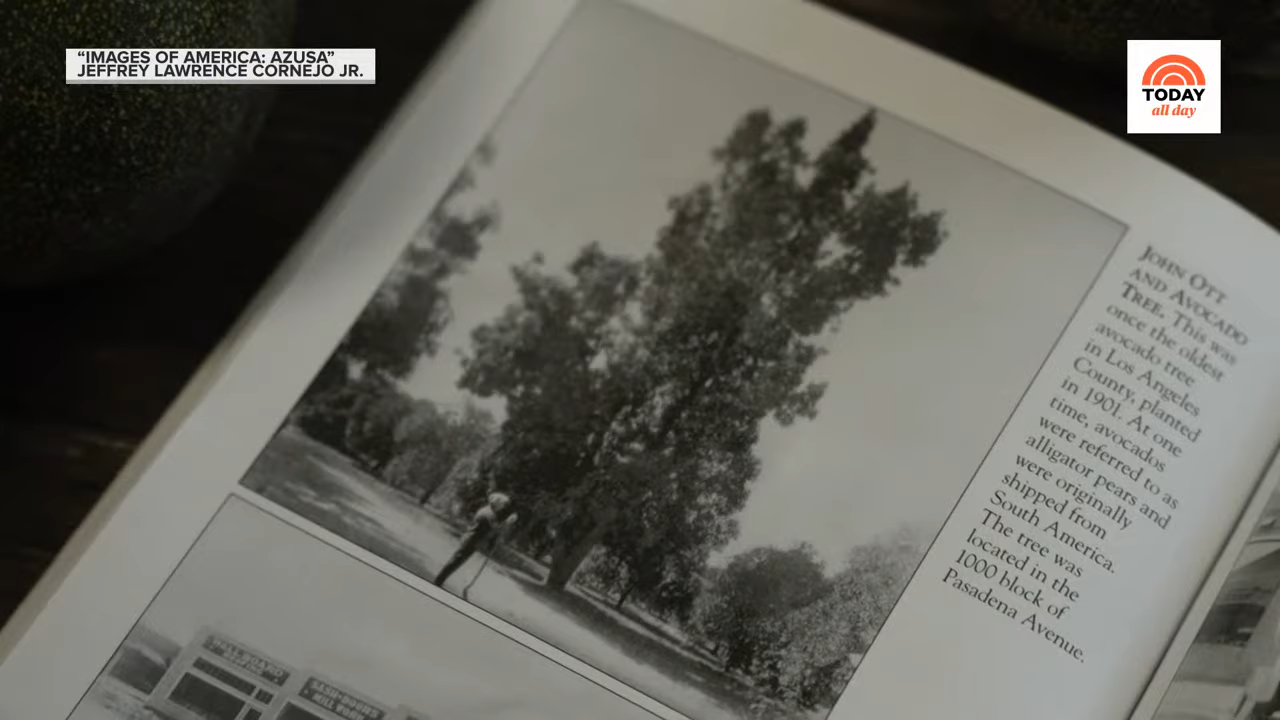 “IMAGES OF AMERICA: AZUSA”
JEFFREY LAWRENCE CORNEJO JR.
TODAY
all day
JOHN OTT
AND AVOCADO
TREE. This was
once the oldest
avocado tree
in Los Angeles
County, planted
in 1901. At one
time, avocados
were referred to as
alligator pears and
were originally
shipped from
South America.
The tree was
located in the
1000 block of
Pasadena Avenue.